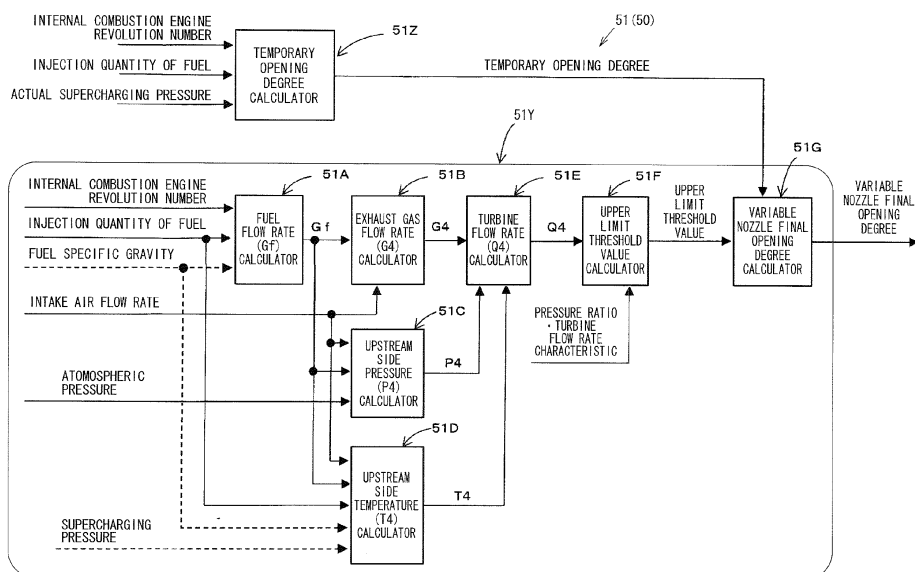 INTERNAL COMBUSTION ENGINE
REVOLUTION NUMBER
INJECTION QUANTITY OF FUEL
ACTUAL SUPERCHARGING PRESSURE
51Z
TEMPORARY
OPENING
DEGREE
CALCULATOR
TEMPORARY OPENING DEGREE
51(50)
51Y
INTERNAL COMBUSTION ENGINE
REVOLUTION NUMBER
INJECTION QUANTITY OF FUEL
FUEL SPECIFIC GRAVITY
INTAKE AIR FLOW RATE
ATOMOSPHERIC
PRESSURE
SUPERCHARGING
PRESSURE
51A
FUEL
FLOW RATE
(Gf)
CALCULATOR
Gf
51B
EXHAUST GAS
FLOW RATE
(G4)
CALCULATOR
G4
51C
UPSTREAM
SIDE
PRESSURE
(P4)
CALCULATOR
P4
51D
UPSTREAM
SIDE
TEMPERATURE
(T4)
CALCULATOR
T4
51E
TURBINE
FLOW RATE
(Q4)
CALCULATOR
Q4
51F
UPPER
LIMIT
THRESHOLD
VALUE
CALCULATOR
PRESSURE RATIO
・TURBINE
FLOW RATE
CHARACTERISTIC
UPPER
LIMIT
THRESHOLD
VALUE
51G
VARIABLE
NOZZLE FINAL
OPENING
DEGREE
CALCULATOR
VARIABLE
NOZZLE FINAL
OPENING
DEGREE